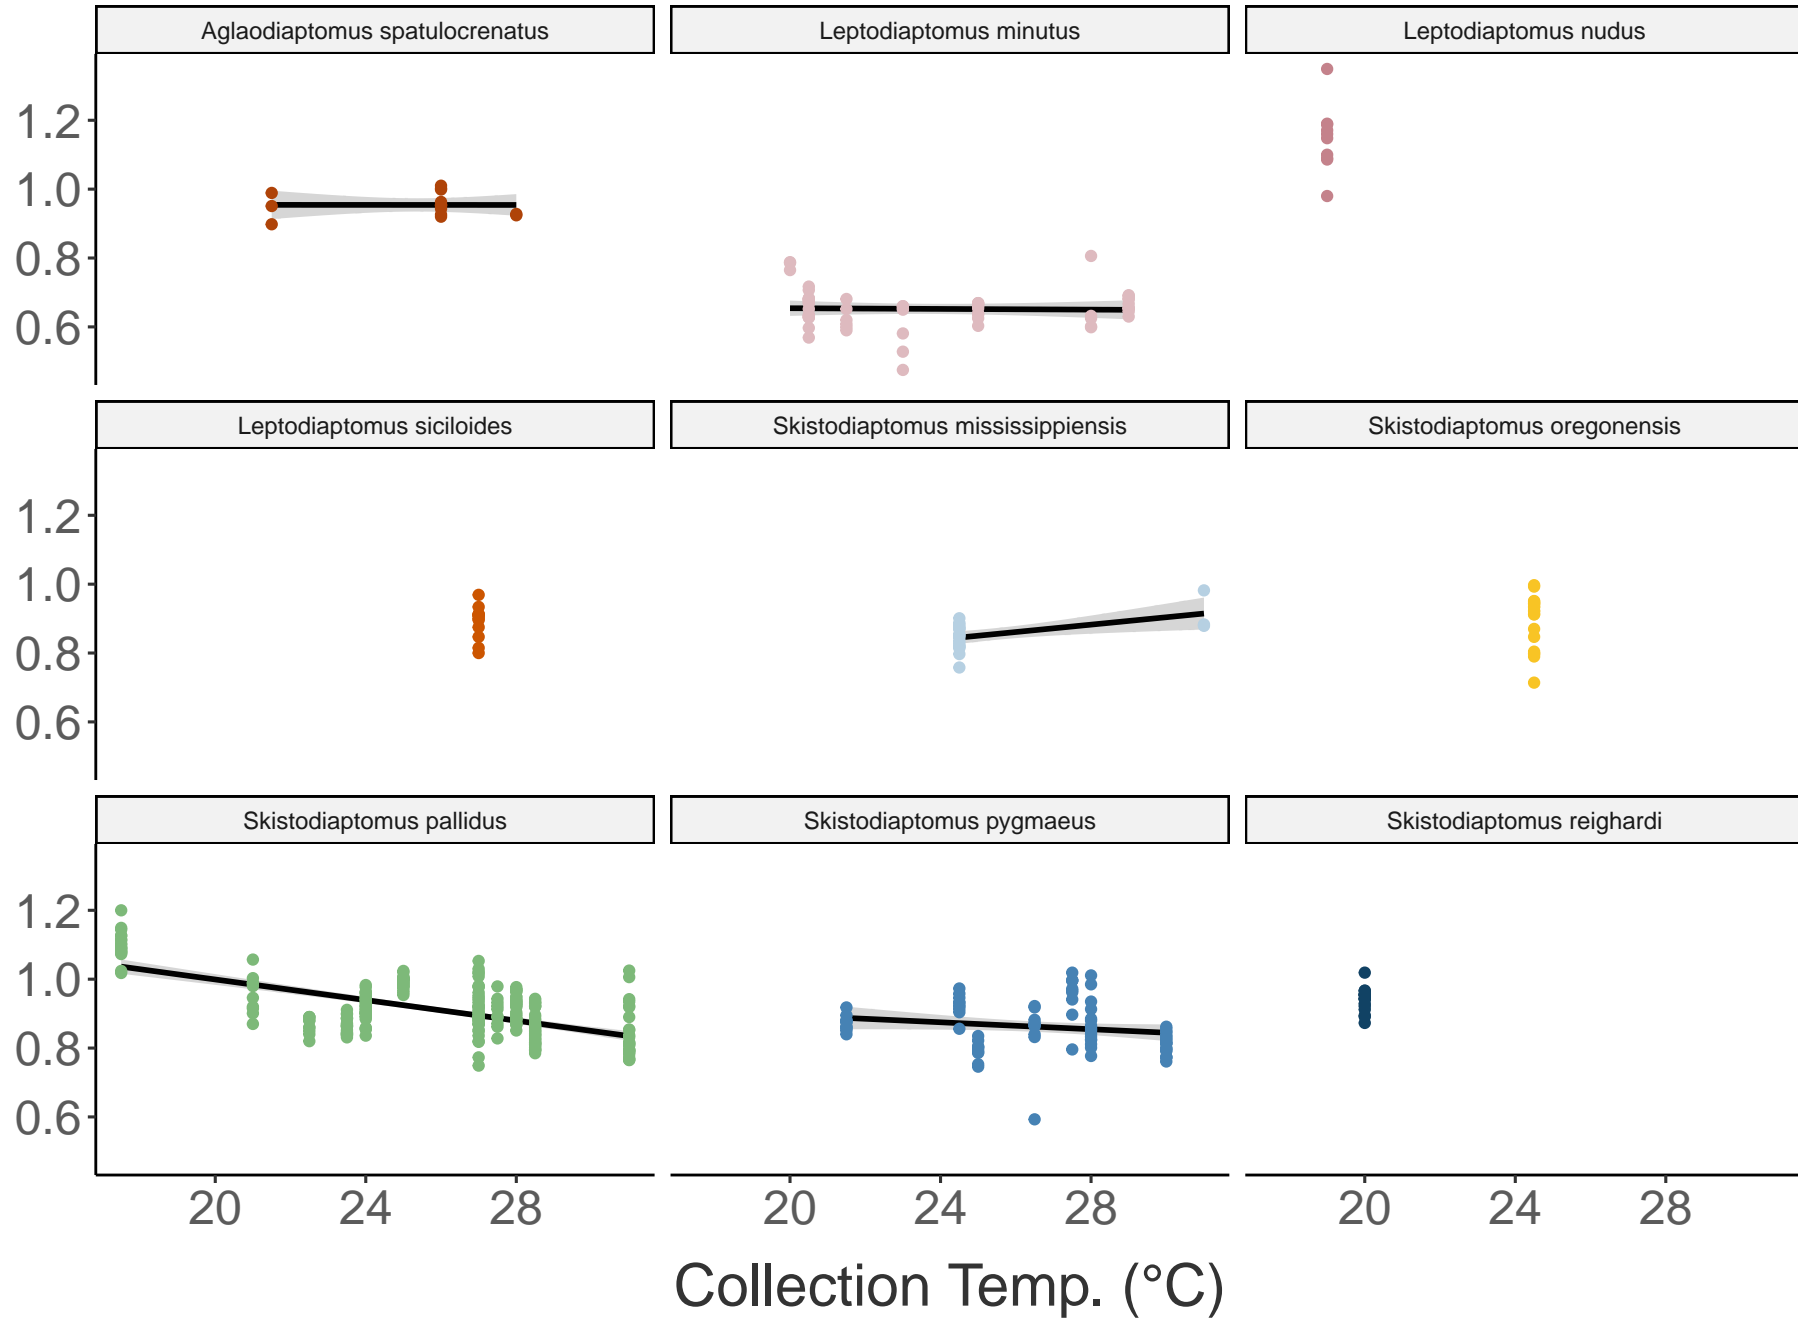 Aglaodiaptomus spatulocrenatus Leptodiaptomus minutus Leptodiaptomus nudus
1.2
1.0
0.8
0.6
Leptodiaptomus siciloides Skistodiaptomus mississippiensis Skistodiaptomus oregonensis
1.2
1.0
0.8
0.6
Skistodiaptomus pallidus Skistodiaptomus pygmaeus Skistodiaptomus reighardi
1.2
1.0
0.8
0.6
20 24 28 20 24 28 20 24 28
Collection Temp. (°C)